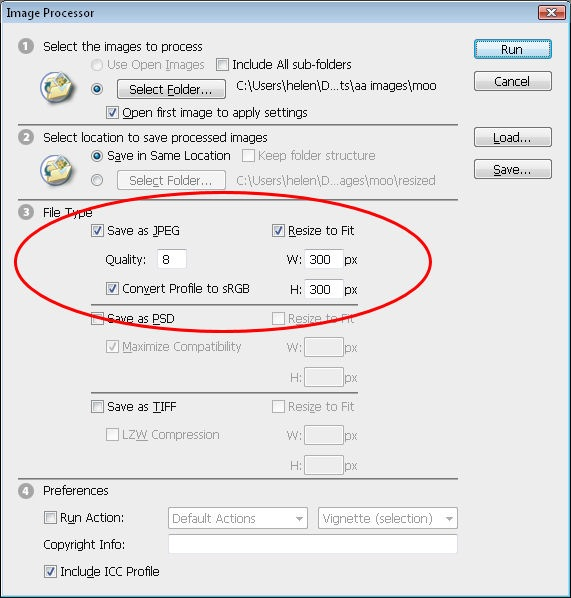 Image Processor
1 Select the images to process
Use Open Images Include All sub-folders
Select Folder... C:\Users\helen\D...ts\aa images\moo
Open first image to apply settings
Run
Cancel
2 Select location to save processed images
Save in Same Location Keep folder structure
Select Folder... C:\Users\helen\D...ages\moo\resized
Load...
Save...
3 File Type
Save as JPEG Resize to Fit
Quality: 8 W: 300 px
Convert Profile to sRGB H: 300 px
Save as PSD Resize to Fit
Maximize Compatibility W: px
H: px
Save as TIFF Resize to Fit
LZW Compression W: px
H: px
4 Preferences
Run Action: Default Actions Vignette (selection)
Copyright Info:
Include ICC Profile